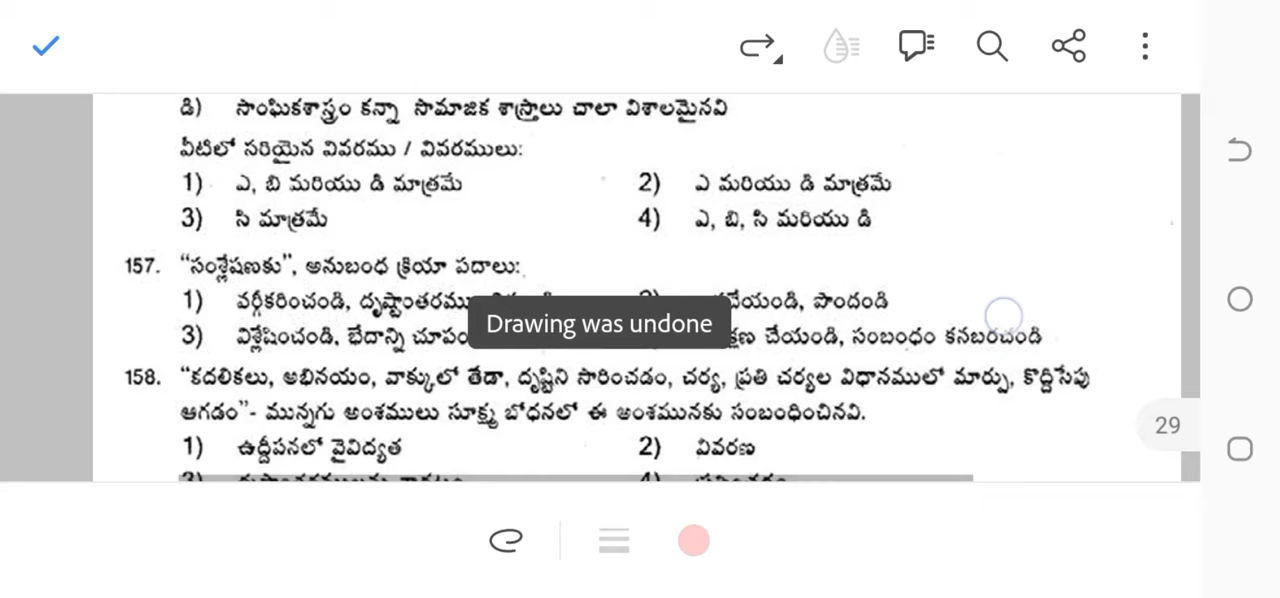 డి) సాంఘికశాస్త్రం కన్నా సామాజిక శాస్త్రాలు చాలా విశాలమైనవి
వీటిలో సరియైన వివరము / వివరములు:
1) ఎ, బి మరియు డి మాత్రమే 2) ఎ మరియు డి మాత్రమే
3) సి మాత్రమే 4) ఎ, బి, సి మరియు డి
157. “సంశ్లేషణకు”, అనుబంధ క్రియా పదాలు:
1) వర్గీకరించండి, పొందండి
Drawing was undone
3) విశ్లేషించండి, భేదాన్ని చేయండి, సంబంధం కనబరచండి
158. “కదలికలు, అభినయం, వాక్కులో తేడా, దృష్టిని సారించడం, చర్య, ప్రతి చర్యల విధానములో మార్పు, కొద్దిసేపు
ఆగడం”- మున్నగు అంశములు సూక్ష్మ బోధనలో ఈ అంశమునకు సంబంధించినవి.
29
1) ఉద్దీపనలో వైవిద్యత 2) వివరణ